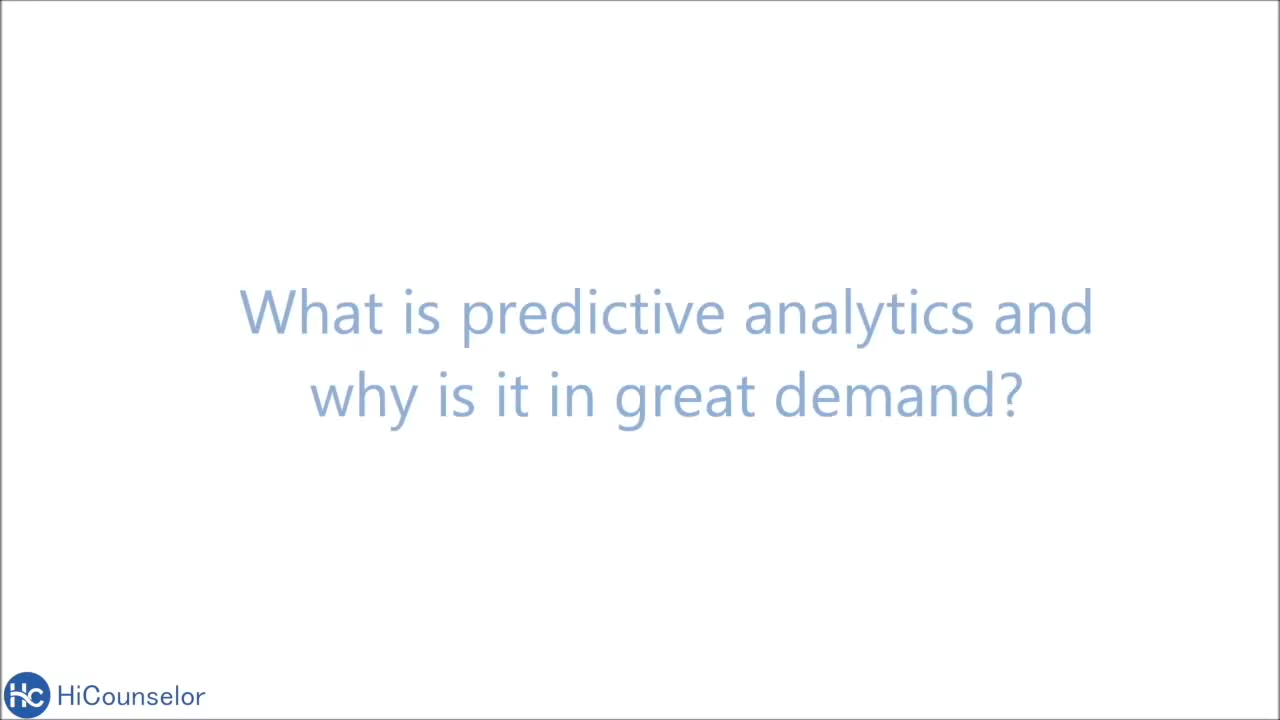 What is predictive analytics and
why is it in great demand?
HC HiCounselor